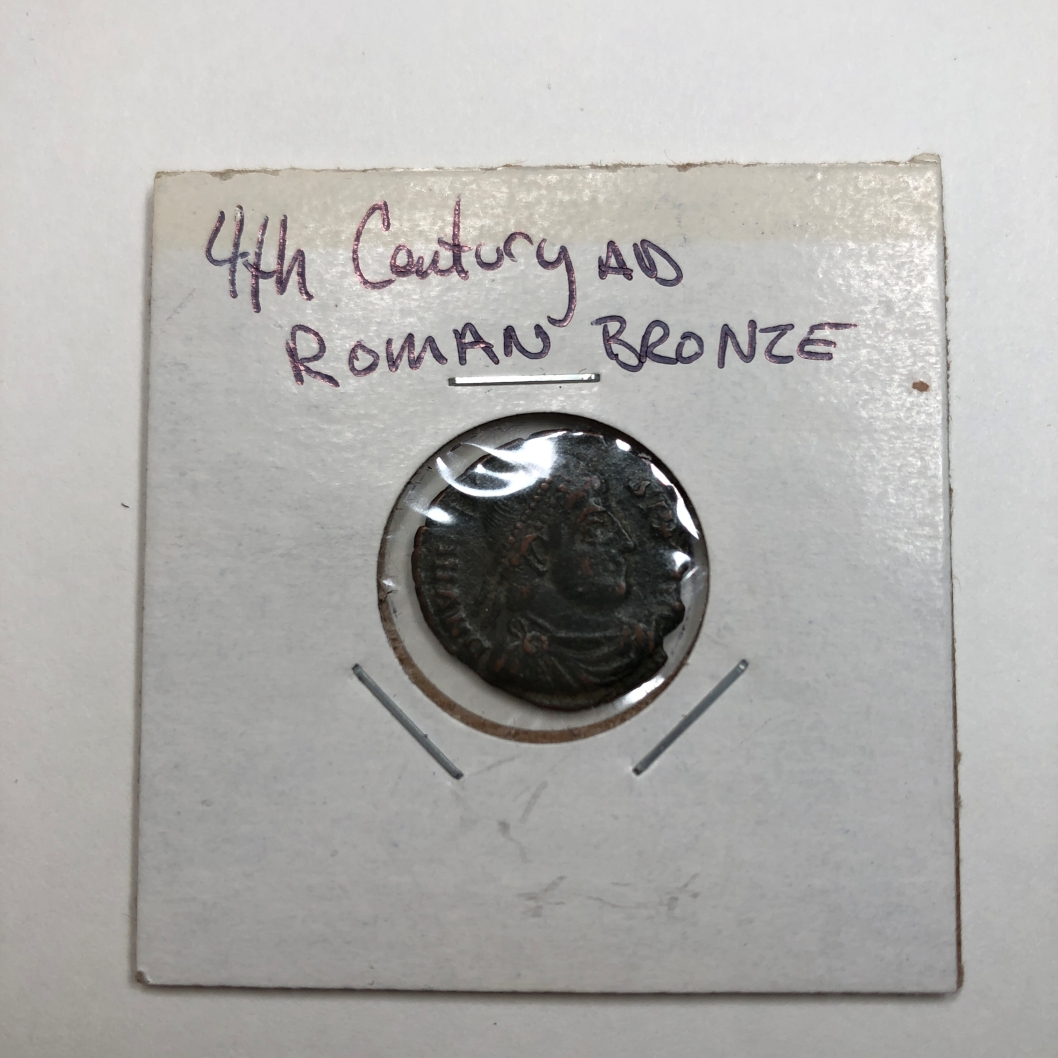 4th Century AD
ROMAN BRONZE